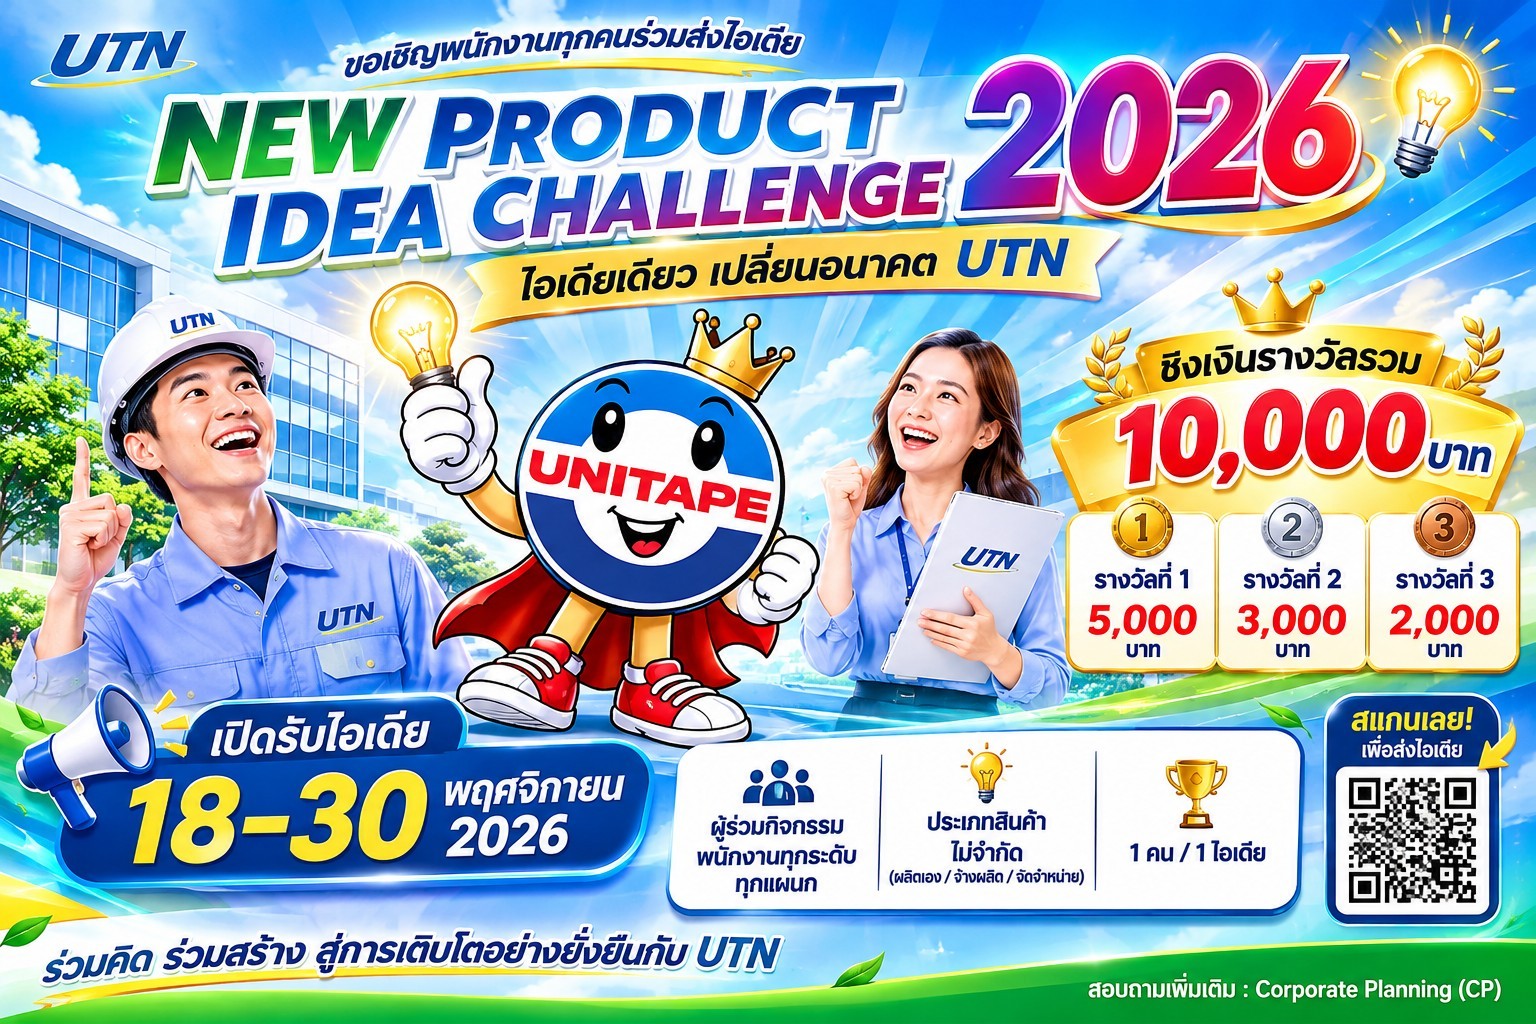 UTN
ขอเชิญพนักงานทุกคนร่วมส่งไอเดีย
NEW PRODUCT
IDEA CHALLENGE 2026
ไอเดียเดียว เปลี่ยนอนาคต UTN
UTN
UNITAPE
UTN
UTN
ชิงเงินรางวัลรวม
10,000 บาท
1
รางวัลที่ 1
5,000
บาท
2
รางวัลที่ 2
3,000
บาท
3
รางวัลที่ 3
2,000
บาท
เปิดรับไอเดีย
18-30 พฤศจิกายน
2026
ผู้ร่วมกิจกรรม
พนักงานทุกระดับ
ทุกแผนก
ประเภทสินค้า
ไม่จำกัด
(ผลิตเอง / จ้างผลิต / จัดจำหน่าย)
1 คน / 1 ไอเดีย
สแกนเลย!
เพื่อส่งไอเดีย
ร่วมคิด ร่วมสร้าง สู่การเติบโตอย่างยั่งยืนกับ UTN
สอบถามเพิ่มเติม : Corporate Planning (CP)